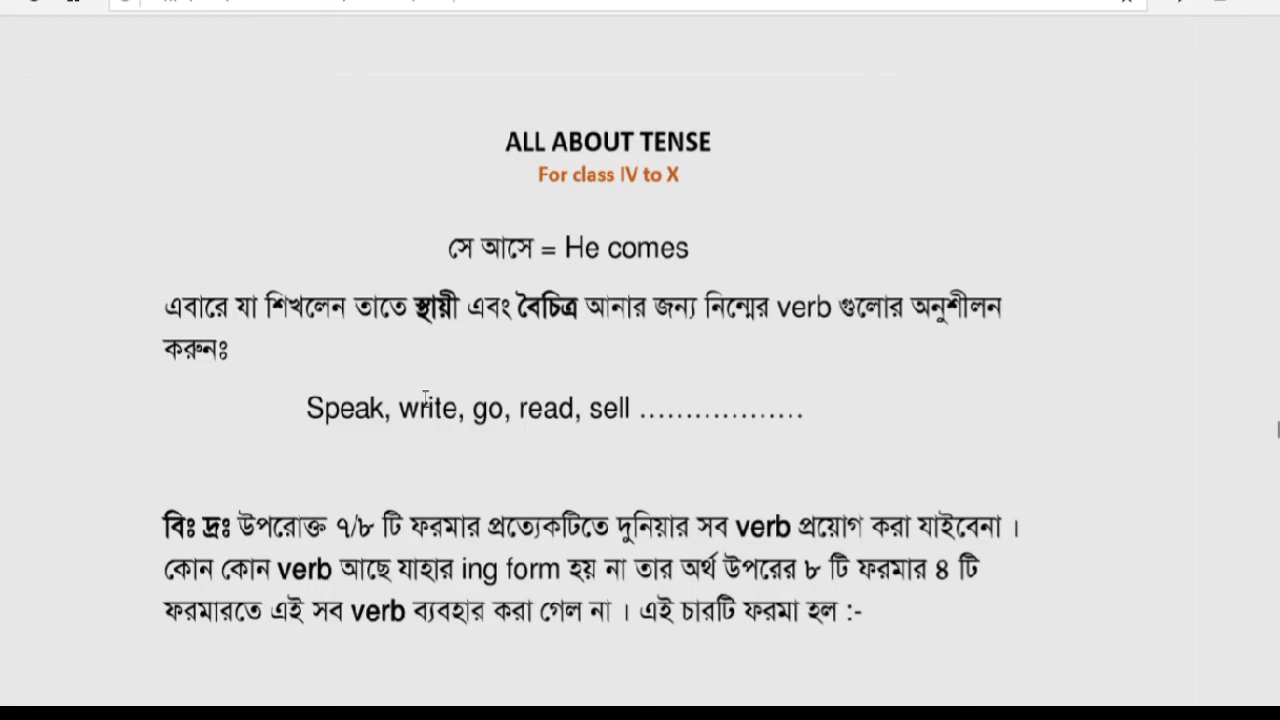 ALL ABOUT TENSE
For class IV to X
সে আসে = He comes
এবারে যা শিখলেন তাতে স্থায়ী এবং বৈচিত্র আনার জন্য নিন্মের verb গুলোর অনুশীলন
করুনঃ
Speak, write, go, read, sell ……………….
বিঃ দ্রঃ উপরোক্ত ৭/৮ টি ফরমার প্রত্যেকটিতে দুনিয়ার সব verb প্রয়োগ করা যাইবেনা ।
কোন কোন verb আছে যাহার ing form হয় না তার অর্থ উপরের ৮ টি ফরমার ৪ টি
ফরমারতে এই সব verb ব্যবহার করা গেল না । এই চারটি ফরমা হল :-